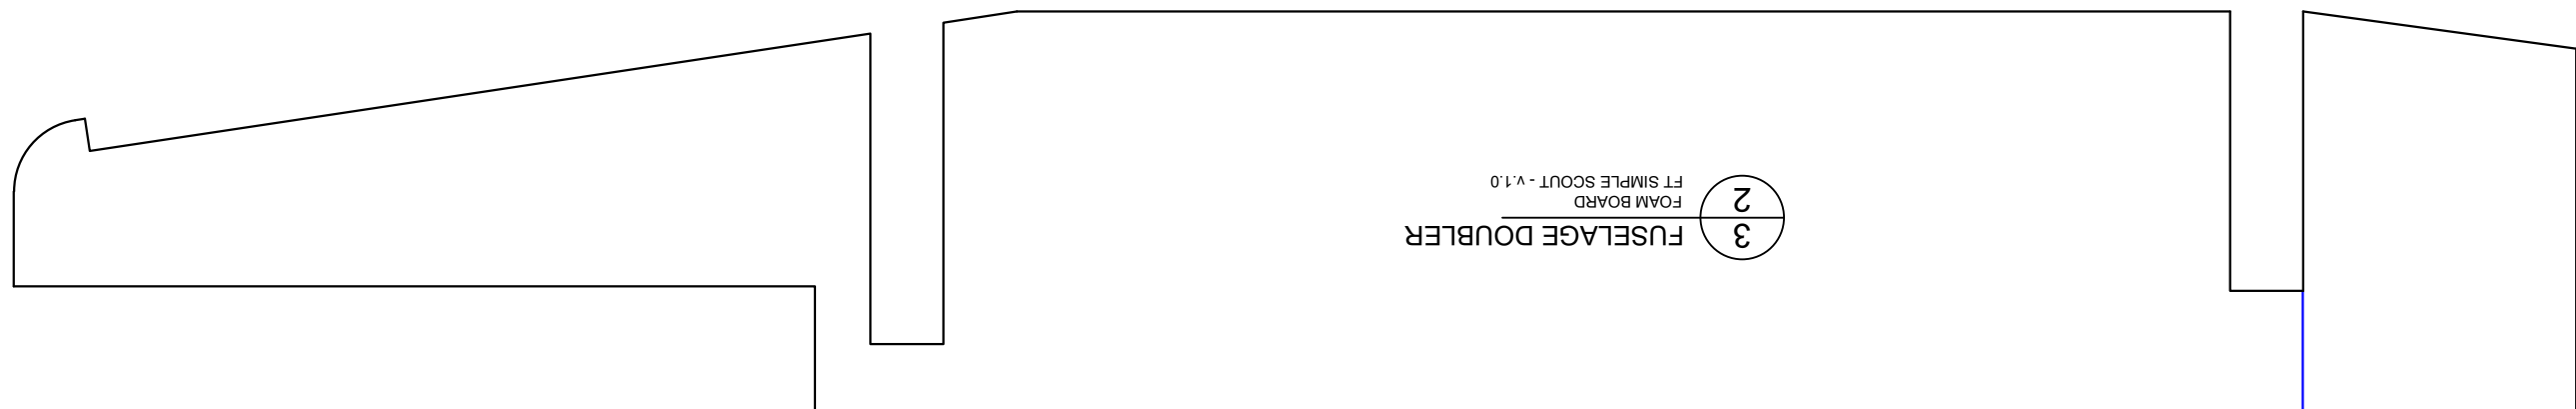 3
FUSELAGE DOUBLER
2
FOAM BOARD
FT SIMPLE SCOUT - v.1.0